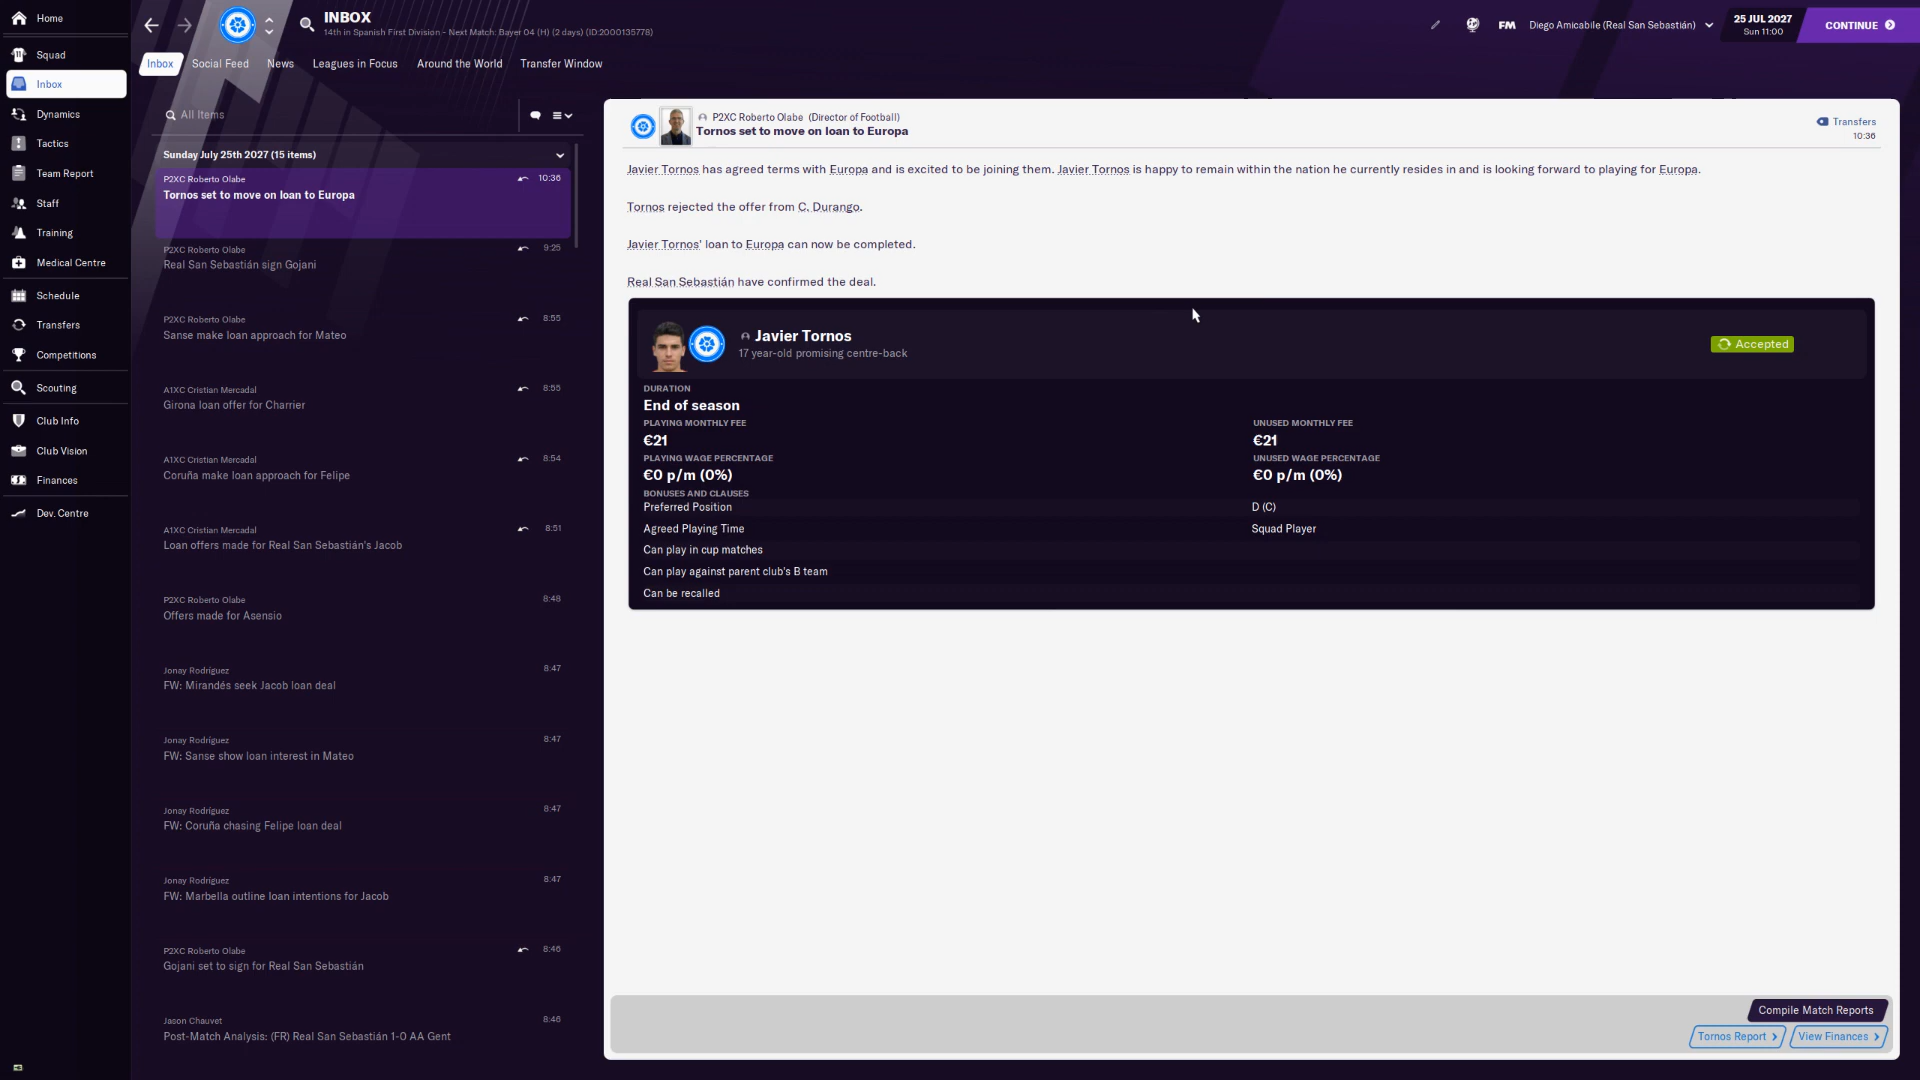 Home
Squad
Inbox
Dynamics
Tactics
Team Report
Staff
Training
Medical Centre
Schedule
Transfers
Competitions
Scouting
Club Info
Club Vision
Finances
Dev. Centre
INBOX
14th in Spanish First Division - Next Match: Bayer 04 (H) (2 days) (ID:2000135778)
FM
Diego Amicabile (Real San Sebastián)
25 JUL 2027
Sun 11:00
CONTINUE
Inbox
Social Feed
News
Leagues in Focus
Around the World
Transfer Window
All Items
Sunday July 25th 2027 (15 items)
P2XC Roberto Olabe 10:36
Tornos set to move on loan to Europa
P2XC Roberto Olabe 9:25
Real San Sebastián sign Gojani
P2XC Roberto Olabe 8:55
Sanse make loan approach for Mateo
A1XC Cristian Mercadal 8:55
Girona loan offer for Charrier
A1XC Cristian Mercadal 8:54
Coruña make loan approach for Felipe
A1XC Cristian Mercadal 8:51
Loan offers made for Real San Sebastián's Jacob
P2XC Roberto Olabe 8:48
Offers made for Asensio
Jonay Rodríguez 8:47
FW: Mirandés seek Jacob loan deal
Jonay Rodríguez 8:47
FW: Sanse show loan interest in Mateo
Jonay Rodríguez 8:47
FW: Coruña chasing Felipe loan deal
Jonay Rodríguez 8:47
FW: Marbella outline loan intentions for Jacob
P2XC Roberto Olabe 8:46
Gojani set to sign for Real San Sebastián
Jason Chauvet 8:46
Post-Match Analysis: (FR) Real San Sebastián 1-0 AA Gent
P2XC Roberto Olabe (Director of Football)
Tornos set to move on loan to Europa
Transfers
10:36
Javier Tornos has agreed terms with Europa and is excited to be joining them. Javier Tornos is happy to remain within the nation he currently resides in and is looking forward to playing for Europa.
Tornos rejected the offer from C. Durango.
Javier Tornos' loan to Europa can now be completed.
Real San Sebastián have confirmed the deal.
Javier Tornos
17 year-old promising centre-back
Accepted
DURATION
End of season
PLAYING MONTHLY FEE UNUSED MONTHLY FEE
€21 €21
PLAYING WAGE PERCENTAGE UNUSED WAGE PERCENTAGE
€0 p/m (0%) €0 p/m (0%)
BONUSES AND CLAUSES
Preferred Position D (C)
Agreed Playing Time Squad Player
Can play in cup matches
Can play against parent club's B team
Can be recalled
Compile Match Reports
Tornos Report
View Finances